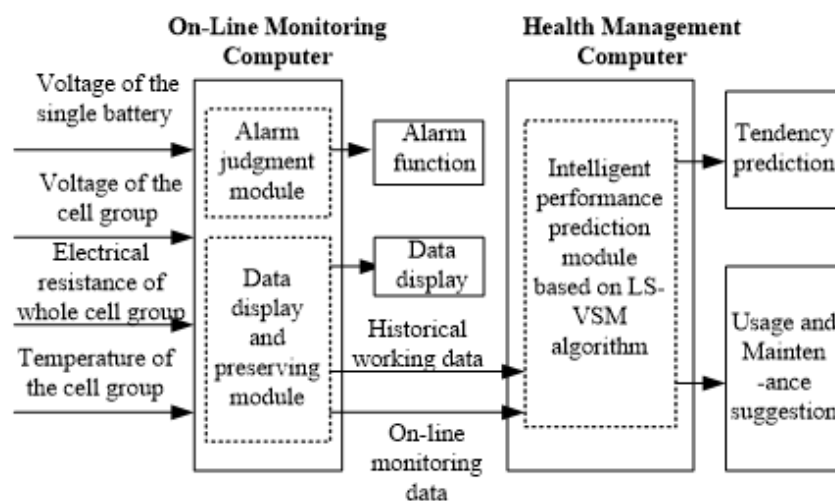 On-Line Monitoring
Computer
Health Management
Computer
Voltage of the
single battery
Voltage of the
cell group
Electrical
resistance of
whole cell group
Temperature of
the cell group
Alarm
judgment
module
Data
display
and
preserving
module
Alarm
function
Data
display
Historical
working data
On-line
monitoring
data
Intelligent
performance
prediction
module
based on LS-
VSM
algorithm
Tendency
prediction
Usage and
Mainten
-ance
suggestion